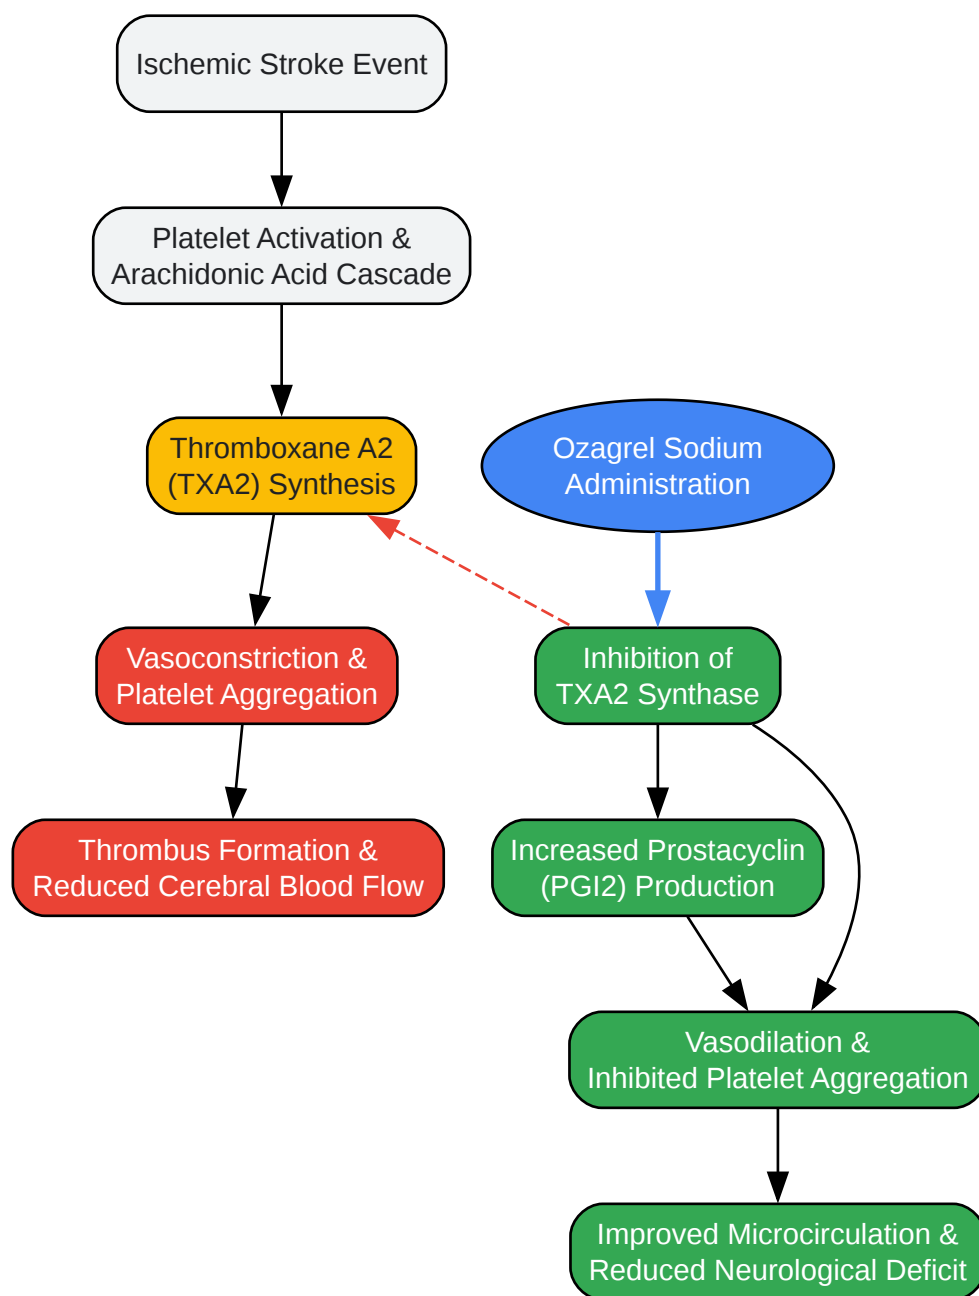 Ischemic Stroke Event
Platelet Activation &
Arachidonic Acid Cascade
Thromboxane A2
(TXA2) Synthesis
Ozagrel Sodium
Administration
Vasoconstriction &
Platelet Aggregation
Inhibition of
TXA2 Synthase
Thrombus Formation &
Reduced Cerebral Blood Flow
Increased Prostacyclin
(PGI2) Production
Vasodilation &
Inhibited Platelet Aggregation
Improved Microcirculation &
Reduced Neurological Deficit